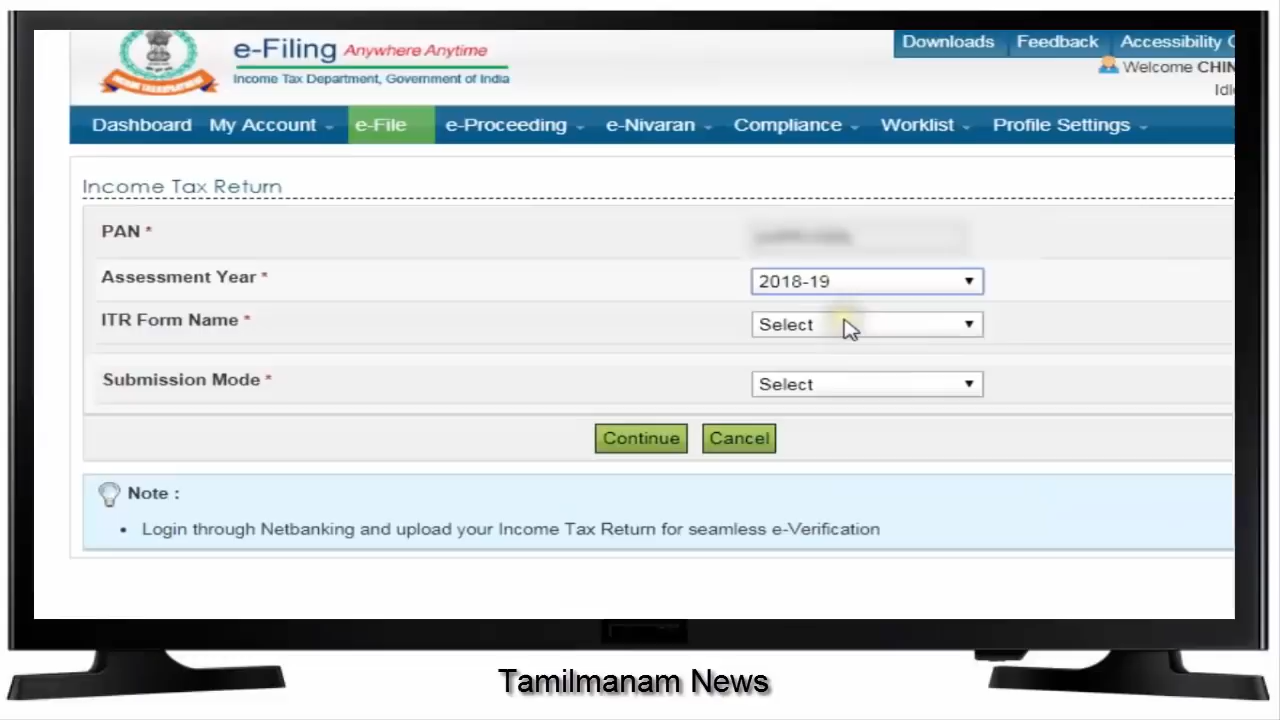 e-Filing Anywhere Anytime
Income Tax Department, Government of India
Downloads Feedback Accessibility
Welcome CHIN
Dashboard My Account e-File e-Proceeding e-Nivaran Compliance Worklist Profile Settings
Income Tax Return
PAN *
Assessment Year * 2018-19
ITR Form Name * Select
Submission Mode * Select
Continue Cancel
Note :
• Login through Netbanking and upload your Income Tax Return for seamless e-Verification
Tamilmanam News